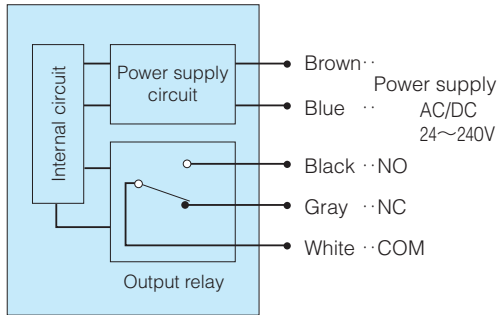 Internal circuit
Power supply
circuit
Output relay
Brown··
Blue ··
Power supply
AC/DC
24~240V
Black ··NO
Gray ··NC
White ··COM